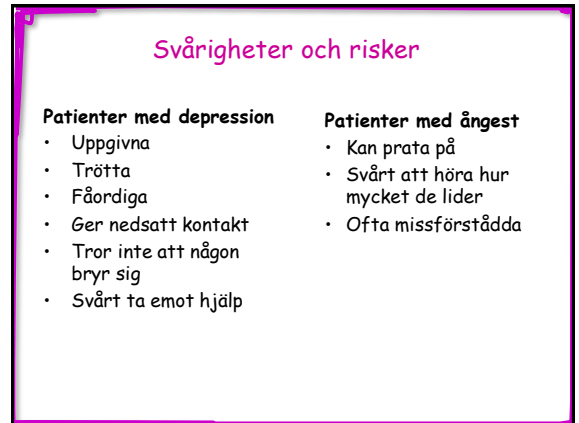 Svårigheter och risker
Patienter med depression
• Uppgivna
• Trötta
• Fåordiga
• Ger nedsatt kontakt
• Tror inte att någon
bryr sig
• Svårt ta emot hjälp
Patienter med ångest
• Kan prata på
• Svårt att höra hur
mycket de lider
• Ofta missförstådda